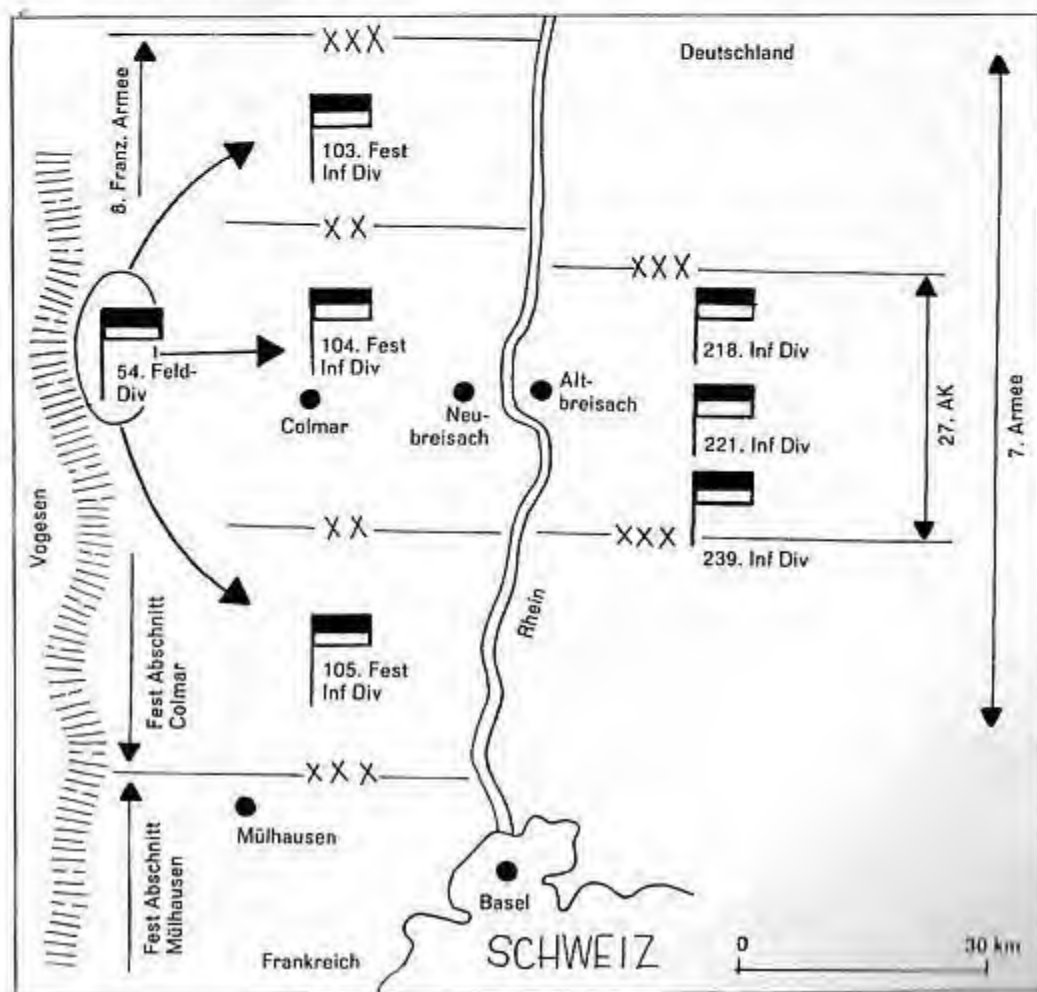 XXX
Deutschland
8. Franz. Armee
103. Fest
Inf Div
XX
XXX
54. Feld-
Div
104. Fest
Inf Div
218. Inf Div
Colmar
Neu-
breisach
Alt-
breisach
221. Inf Div
27. AK
7. Armee
Vogesen
XX
XXX
239. Inf Div
Rhein
Fest Abschnitt
Colmar
105. Fest
Inf Div
XXX
Mülhausen
Fest Abschnitt
Mülhausen
Basel
Frankreich
SCHWEIZ
0 30 km